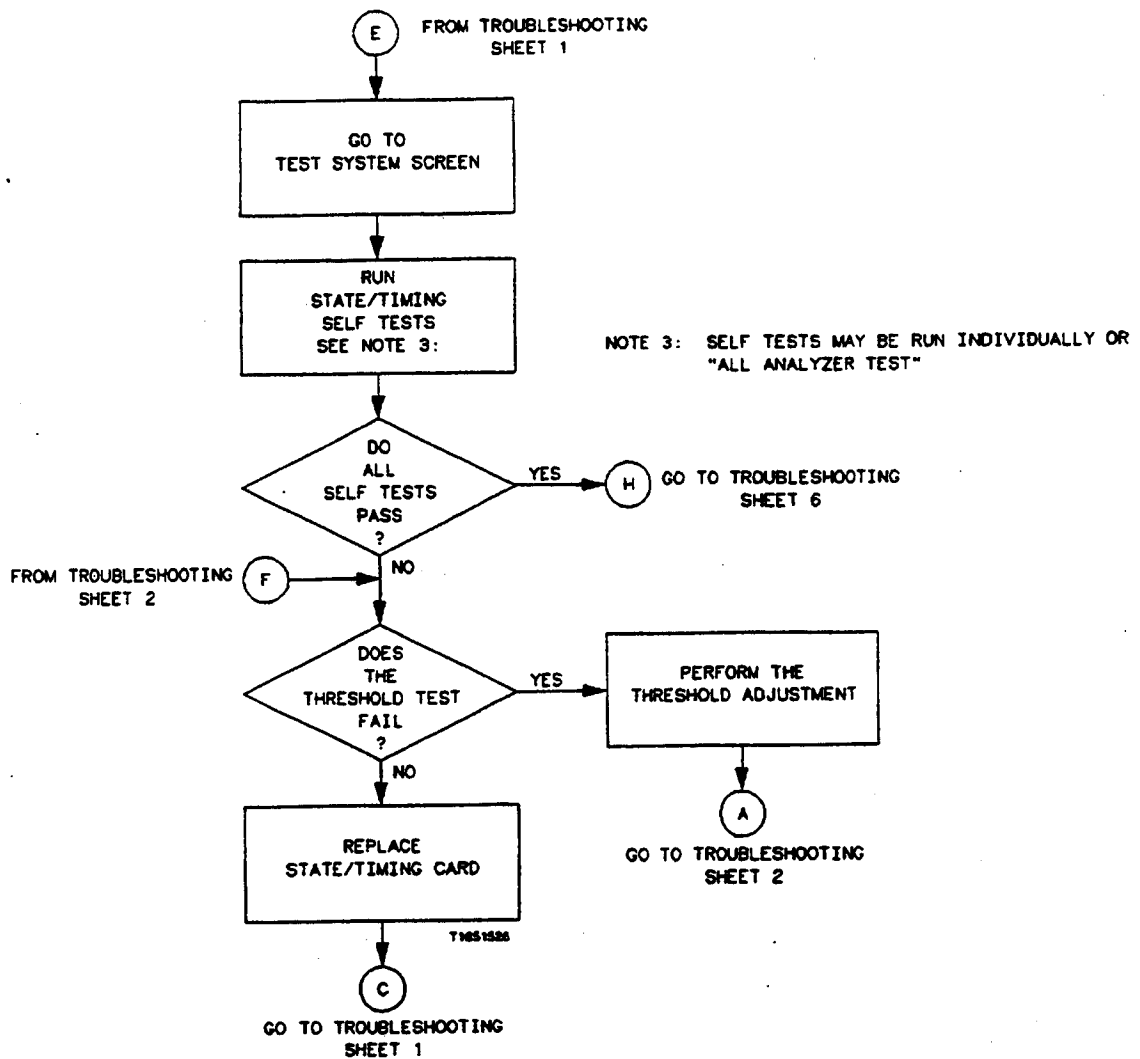 E
FROM TROUBLESHOOTING
SHEET 1
GO TO
TEST SYSTEM SCREEN
RUN
STATE/TIMING
SELF TESTS
SEE NOTE 3:
NOTE 3: SELF TESTS MAY BE RUN INDIVIDUALLY OR
"ALL ANALYZER TEST"
DO
ALL
SELF TESTS
PASS
?
YES
H
GO TO TROUBLESHOOTING
SHEET 6
NO
FROM TROUBLESHOOTING
SHEET 2
F
DOES
THE
THRESHOLD TEST
FAIL
?
YES
PERFORM THE
THRESHOLD ADJUSTMENT
NO
A
GO TO TROUBLESHOOTING
SHEET 2
REPLACE
STATE/TIMING CARD
C
GO TO TROUBLESHOOTING
SHEET 1